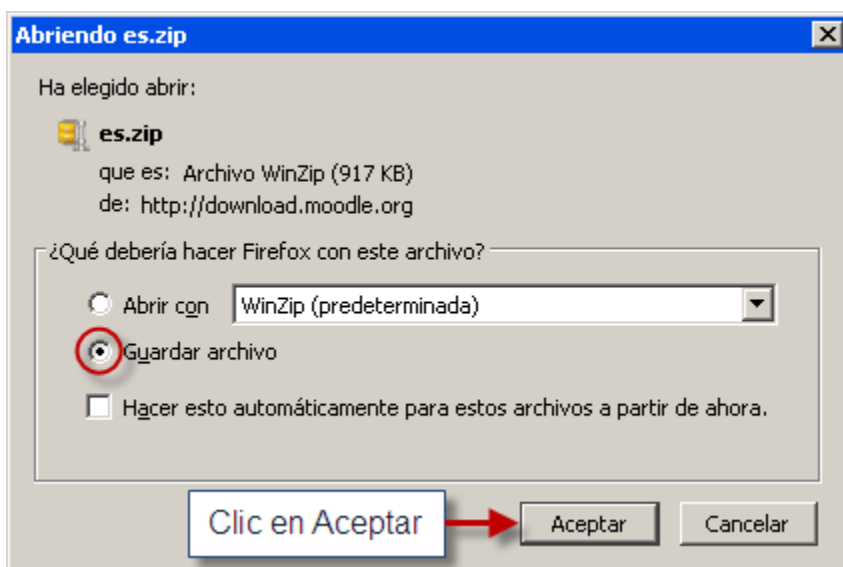 Abriendo es.zip
Ha elegido abrir:
es.zip
que es: Archivo WinZip (917 KB)
de: http://download.moodle.org
¿Qué debería hacer Firefox con este archivo?
Abrir con WinZip (predeterminada)
Guardar archivo
Hacer esto automáticamente para estos archivos a partir de ahora.
Clic en Aceptar Aceptar Cancelar